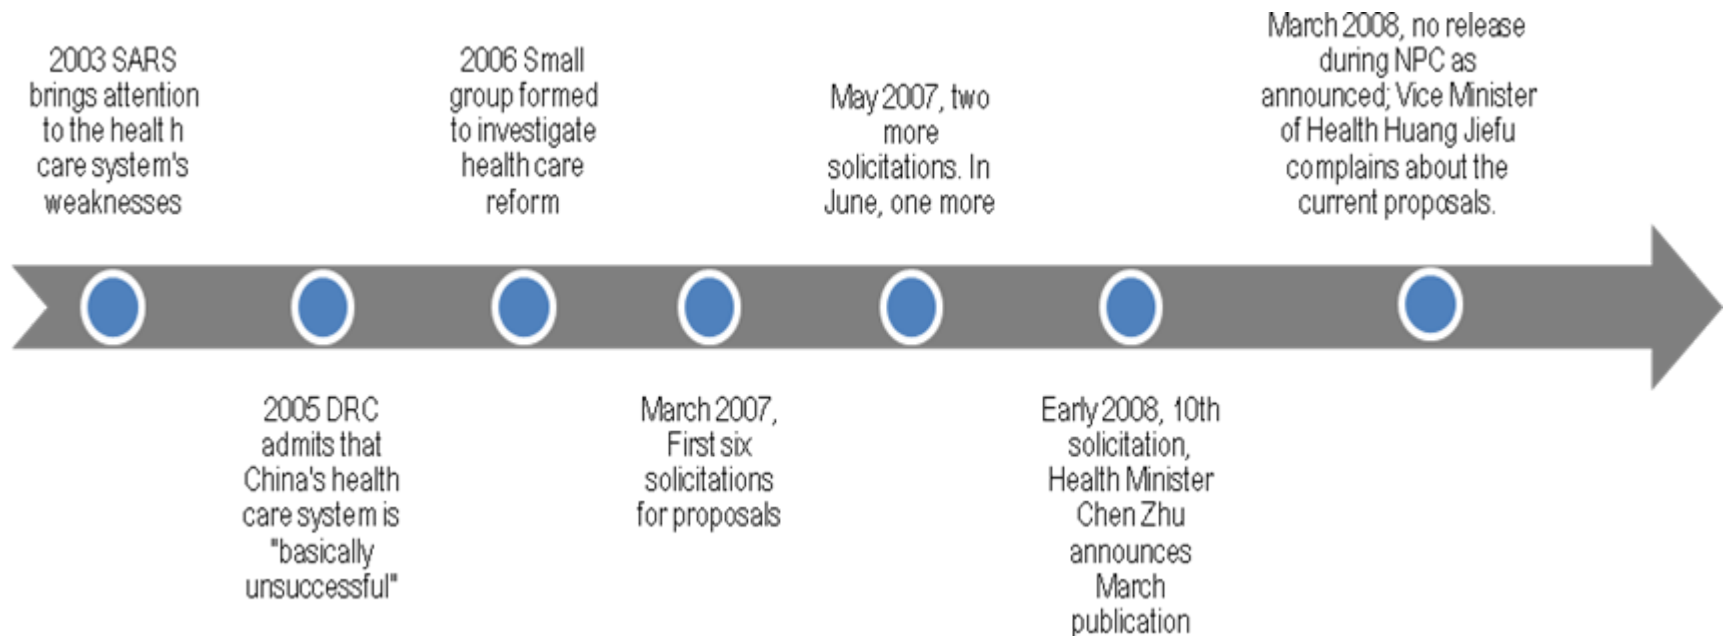 2003 SARS
brings attention
to the healt h
care system's
weaknesses
2005 DRC
admits that
China's health
care system is
"basically
unsuccessful"
2006 Small
group formed
to investigate
health care
reform
March 2007,
First six
solicitations
for proposals
May 2007, two
more
solicitations. In
June, one more
Early 2008, 10th
solicitation,
Health Minister
Chen Zhu
announces
March
publication
March 2008, no release
during NPC as
announced; Vice Minister
of Health Huang Jiefu
complains about the
current proposals.